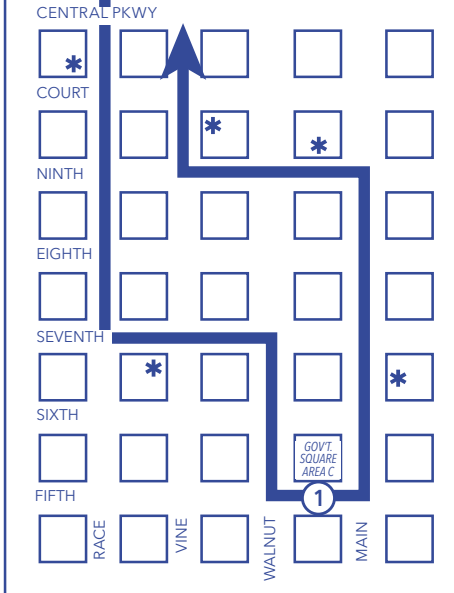 CENTRAL PKWY
COURT
NINTH
EIGHTH
SEVENTH
SIXTH
GOV'T.
SQUARE
AREA C
FIFTH
1
RACE
VINE
WALNUT
MAIN